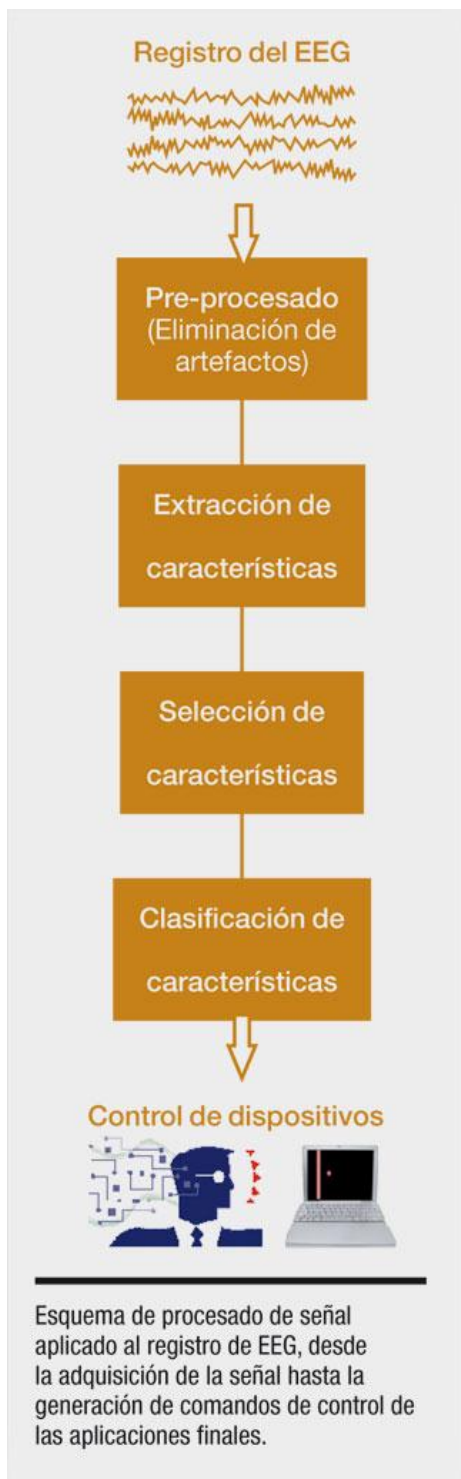 Registro del EEG
Pre-procesado
(Eliminación de
artefactos)
Extracción de
características
Selección de
características
Clasificación de
características
Control de dispositivos
Esquema de procesado de señal
aplicado al registro de EEG, desde
la adquisición de la señal hasta la
generación de comandos de control de
las aplicaciones finales.